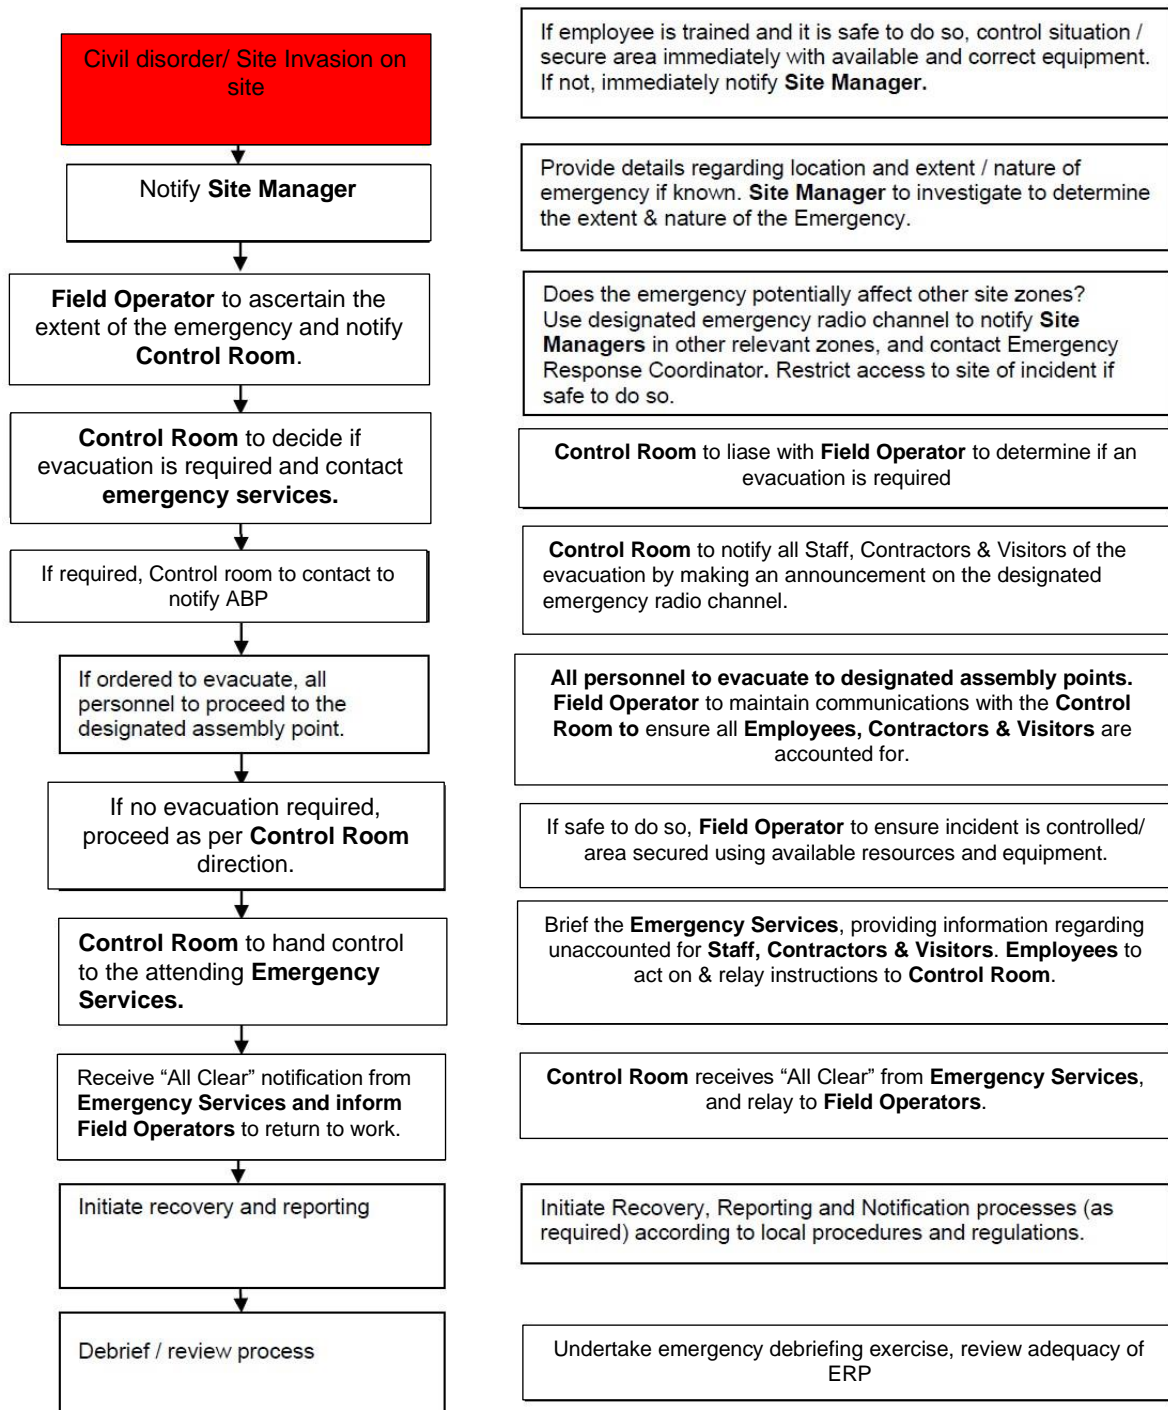 Civil disorder/ Site Invasion on
site
If employee is trained and it is safe to do so, control situation /
secure area immediately with available and correct equipment.
If not, immediately notify Site Manager.
Notify Site Manager
Provide details regarding location and extent / nature of
emergency if known. Site Manager to investigate to determine
the extent & nature of the Emergency.
Field Operator to ascertain the
extent of the emergency and notify
Control Room.
Does the emergency potentially affect other site zones?
Use designated emergency radio channel to notify Site
Managers in other relevant zones, and contact Emergency
Response Coordinator. Restrict access to site of incident if
safe to do so.
Control Room to decide if
evacuation is required and contact
emergency services.
Control Room to liase with Field Operator to determine if an
evacuation is required
If required, Control room to contact to
notify ABP
Control Room to notify all Staff, Contractors & Visitors of the
evacuation by making an announcement on the designated
emergency radio channel.
If ordered to evacuate, all
personnel to proceed to the
designated assembly point.
All personnel to evacuate to designated assembly points.
Field Operator to maintain communications with the Control
Room to ensure all Employees, Contractors & Visitors are
accounted for.
If no evacuation required,
proceed as per Control Room
direction.
If safe to do so, Field Operator to ensure incident is controlled/
area secured using available resources and equipment.
Control Room to hand control
to the attending Emergency
Services.
Brief the Emergency Services, providing information regarding
unaccounted for Staff, Contractors & Visitors. Employees to
act on & relay instructions to Control Room.
Receive “All Clear” notification from
Emergency Services and inform
Field Operators to return to work.
Control Room receives “All Clear” from Emergency Services,
and relay to Field Operators.
Initiate recovery and reporting
Initiate Recovery, Reporting and Notification processes (as
required) according to local procedures and regulations.
Debrief / review process
Undertake emergency debriefing exercise, review adequacy of
ERP